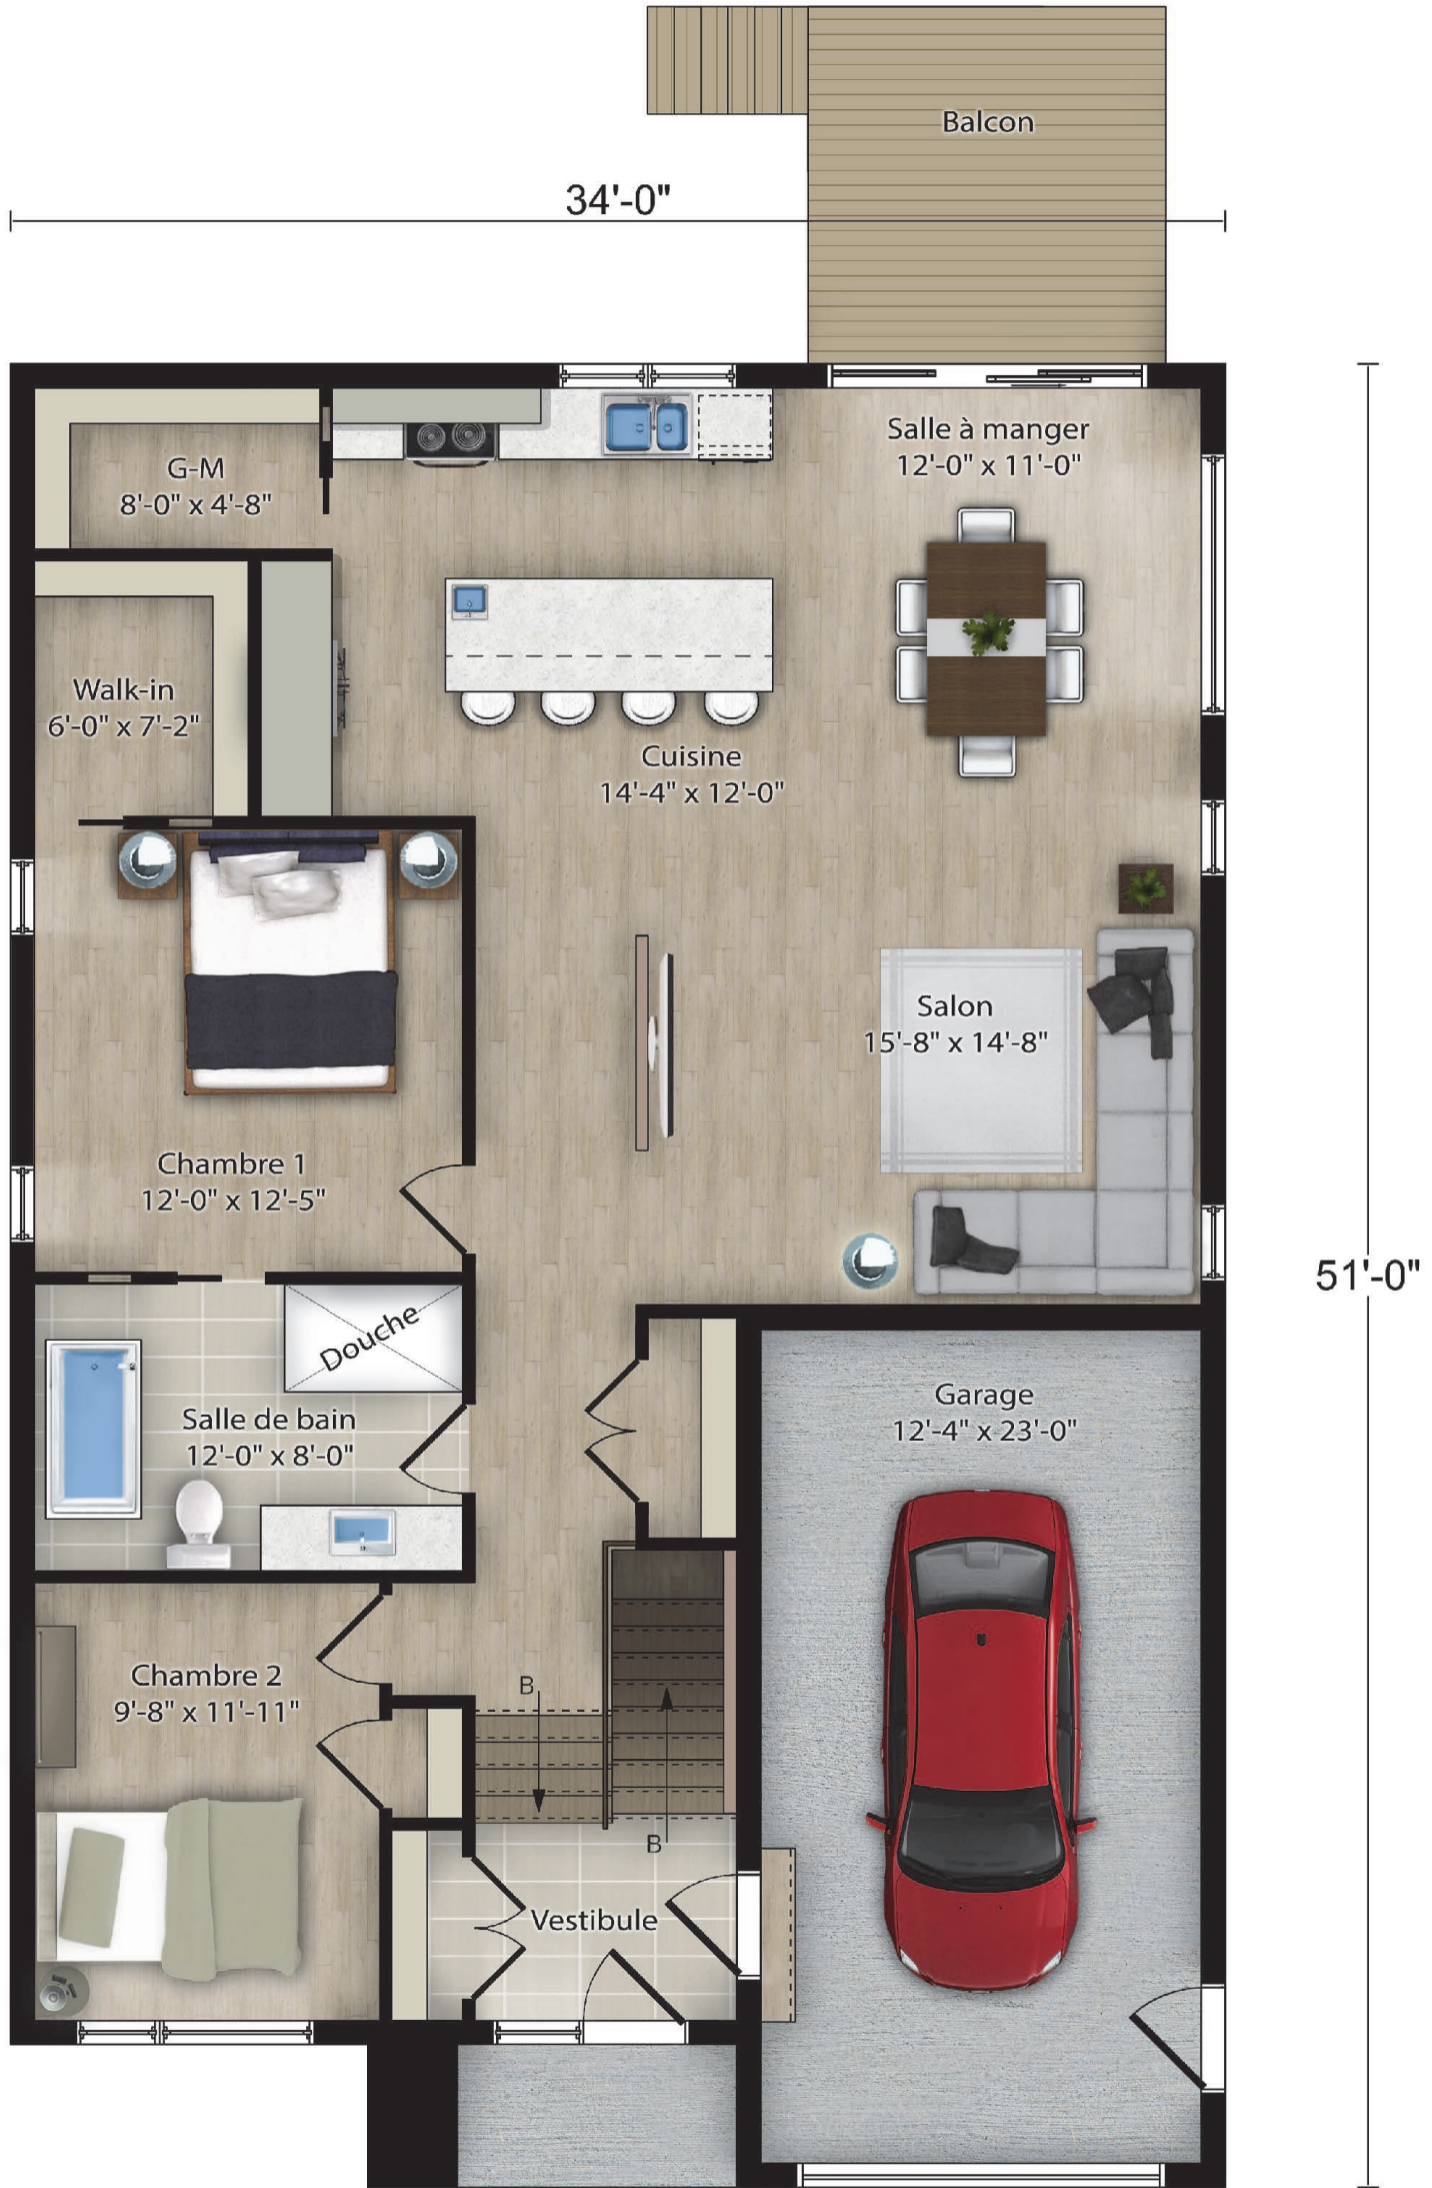 Balcon
34'-0"
Salle à manger
12'-0" x 11'-0"
G-M
8'-0" x 4'-8"
Walk-in
6'-0" x 7'-2"
Cuisine
14'-4" x 12'-0"
Salon
15'-8" x 14'-8"
Chambre 1
12'-0" x 12'-5"
51'-0"
Douche
Garage
12'-4" x 23'-0"
Salle de bain
12'-0" x 8'-0"
Chambre 2
9'-8" x 11'-11"
B
B
Vestibule